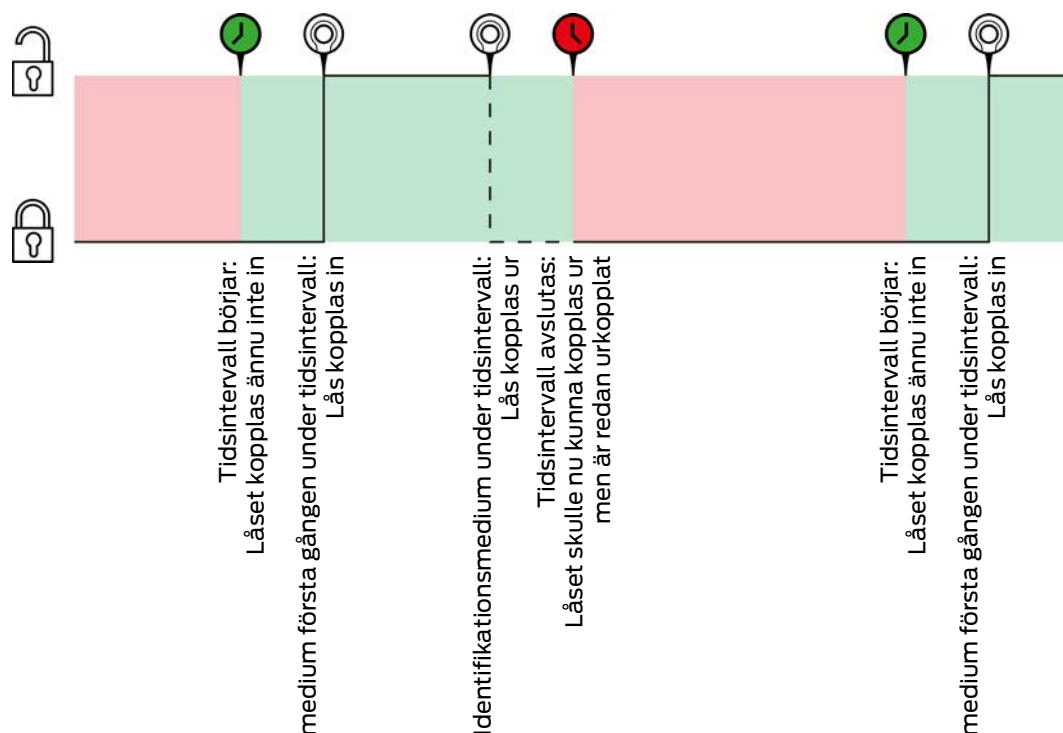 Tidsintervall börjar:
Låset kopplas ännu inte in
medium första gången under tidsintervall:
Lås kopplas in
Identifikationsmedium under tidsintervall:
Lås kopplas ur
Tidsintervall avslutas:
Låset skulle nu kunna kopplas ur
men är redan urkopplat
Tidsintervall börjar:
Låset kopplas ännu inte in
medium första gången under tidsintervall:
Lås kopplas in